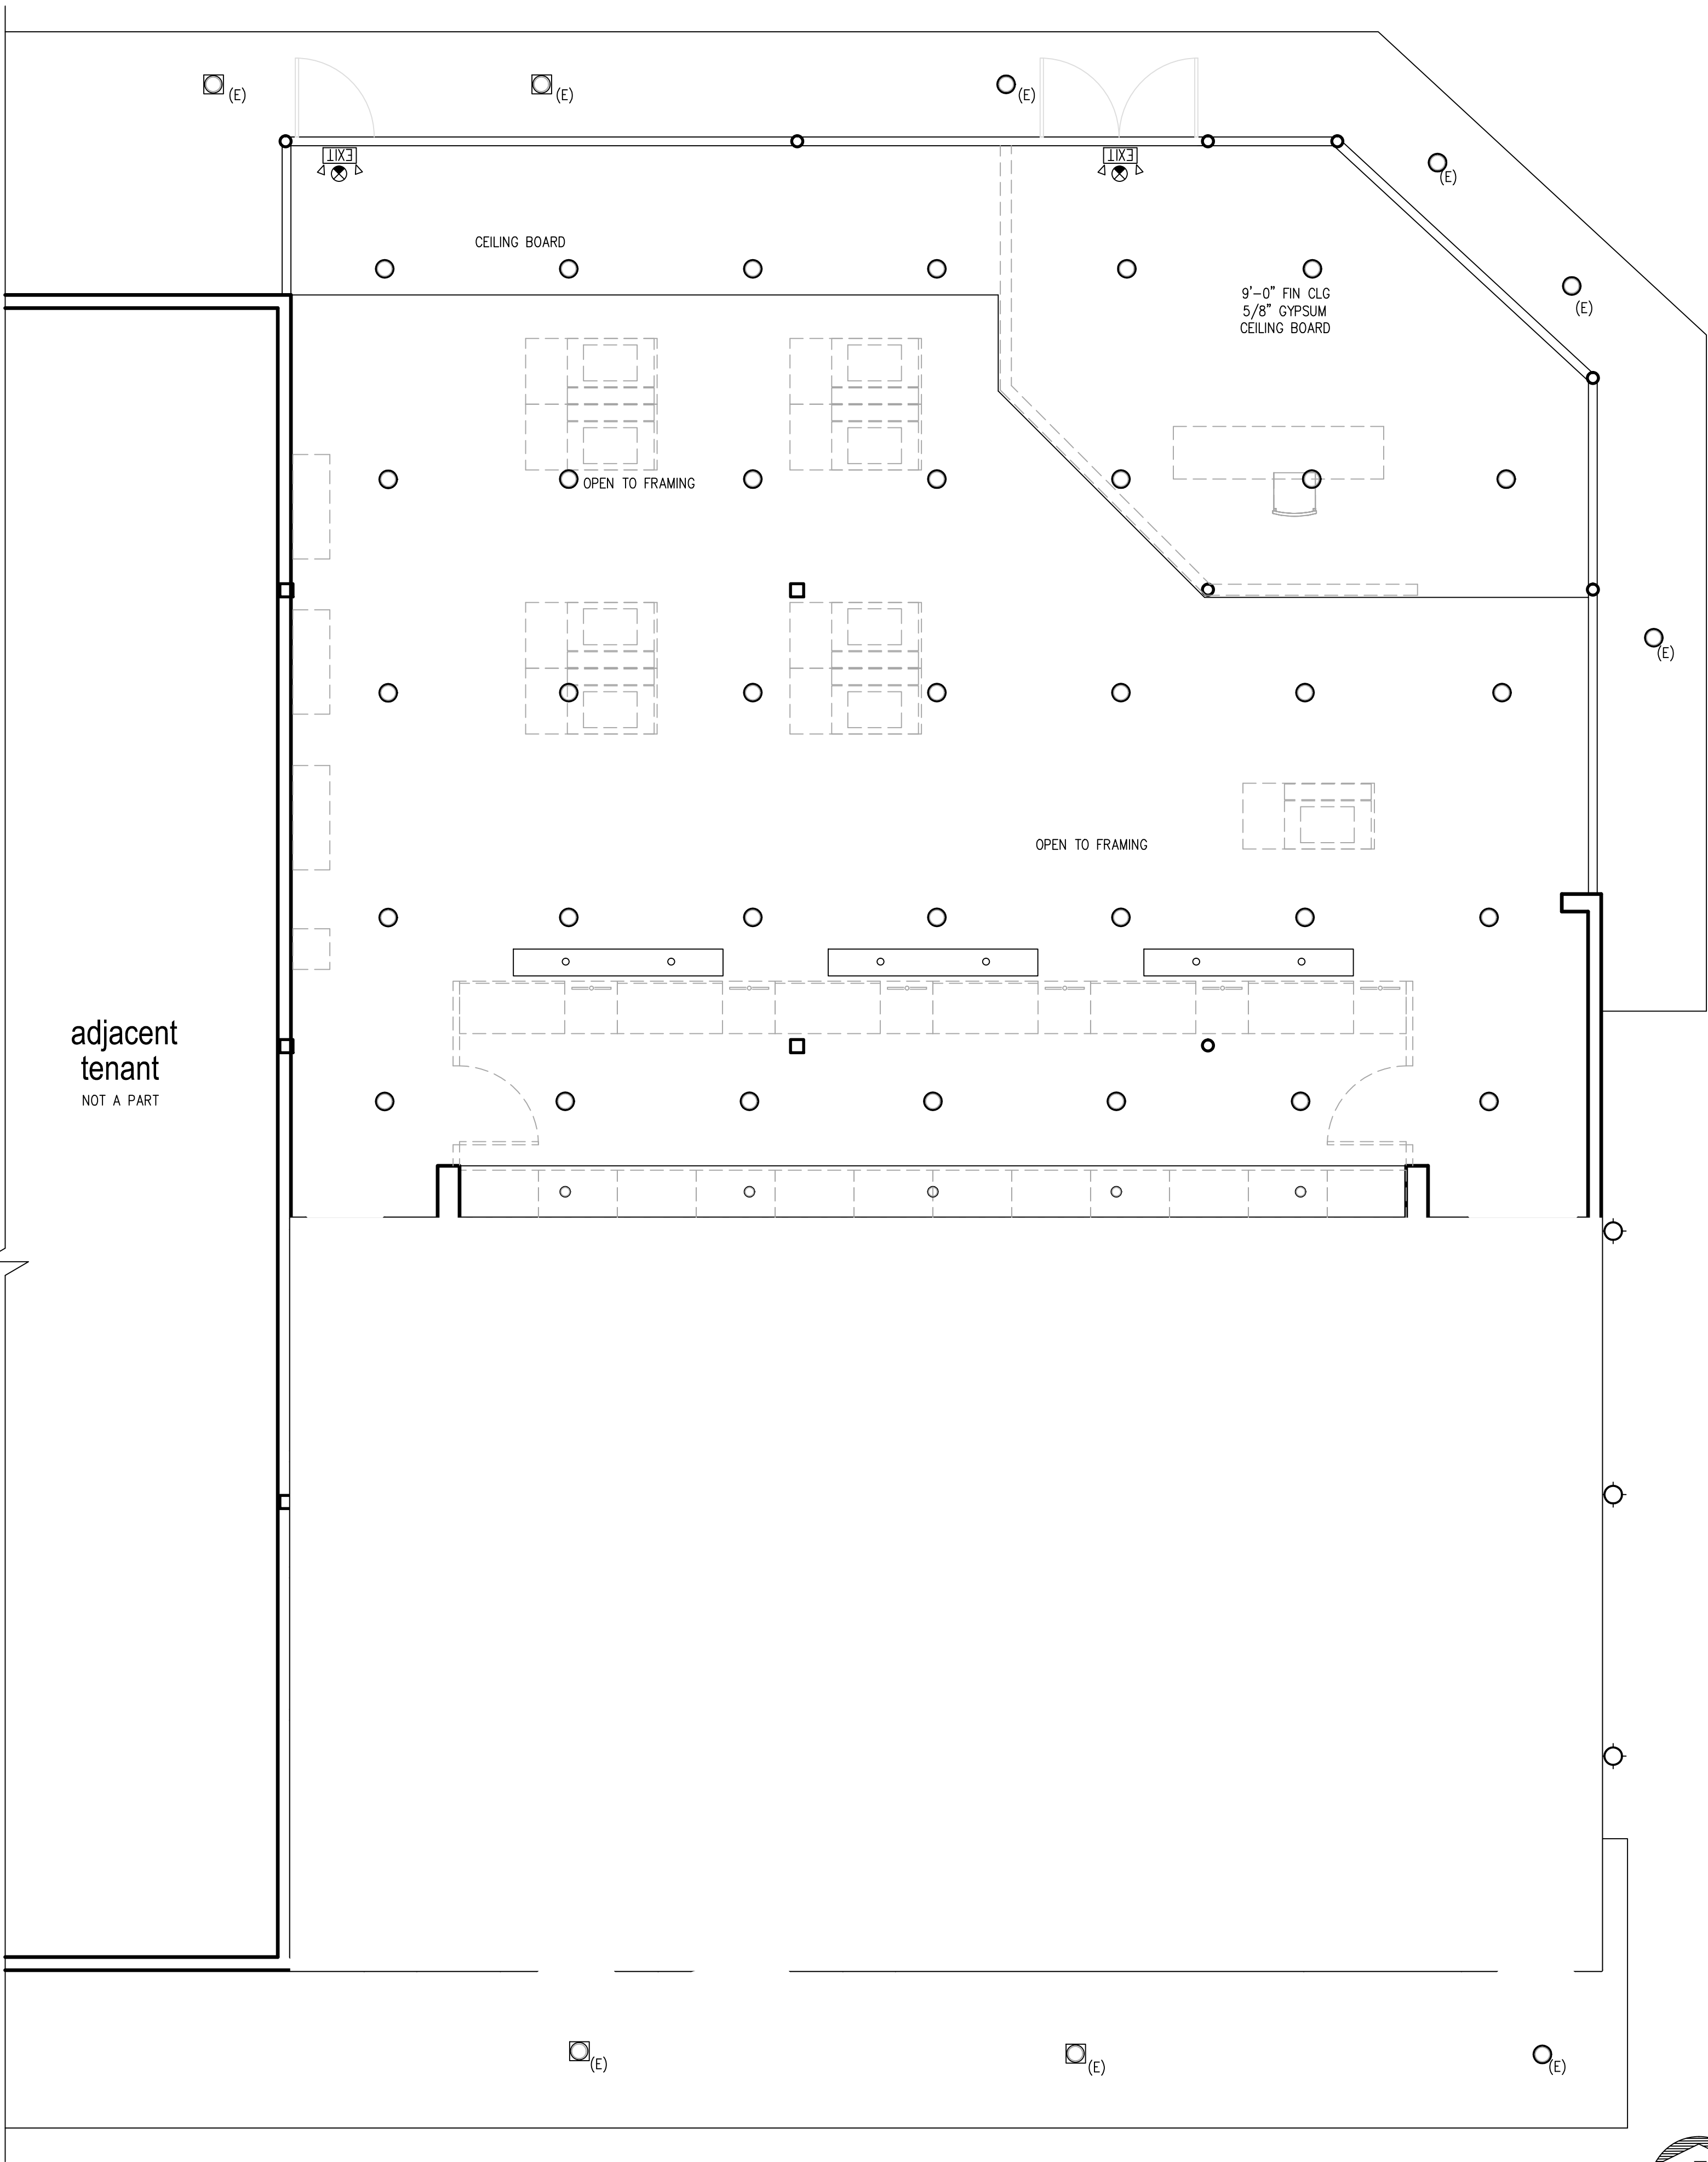 (E)
(E)
(E)
EXIT
EXIT
(E)
CEILING BOARD
9'-0" FIN CLG
5/8" GYPSUM
CEILING BOARD
(E)
OPEN TO FRAMING
(E)
OPEN TO FRAMING
adjacent
tenant
NOT A PART
(E)
(E)
(E)